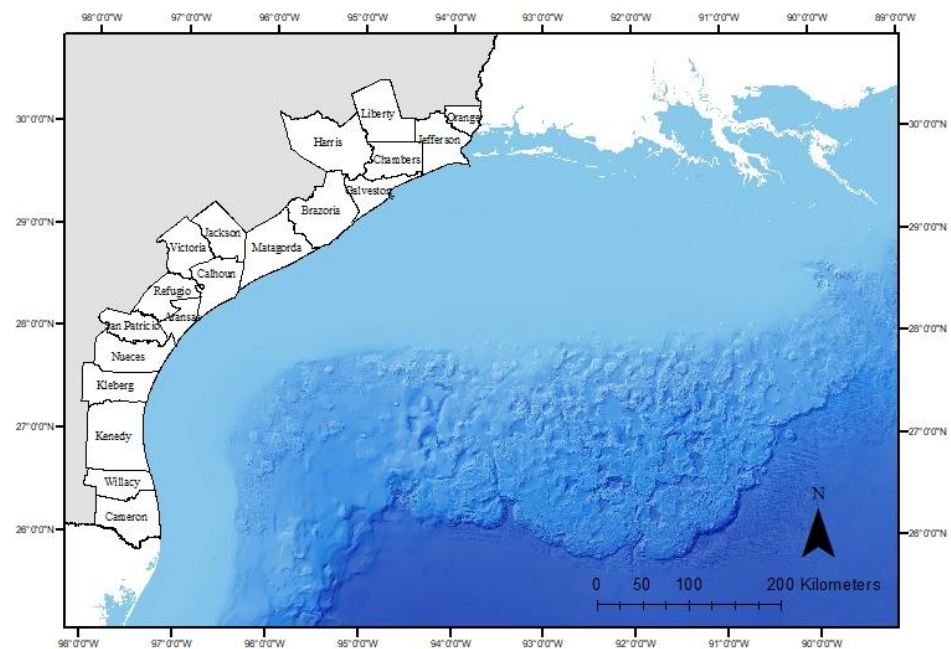 98°0'0"W 97°0'0"W 96°0'0"W 95°0'0"W 94°0'0"W 93°0'0"W 92°0'0"W 91°0'0"W 90°0'0"W 89°0'0"W
Liberty
Orange
30°0'0"N
30°0'0"N
Harris
Jefferson
Chambers
Galveston
Brazoria
29°0'0"N
29°0'0"N
Jackson
Victoria
Matagorda
Calhoun
Refugio
Aransas
28°0'0"N
San Patricio
28°0'0"N
Nueces
Kleberg
27°0'0"N
Kenedy
27°0'0"N
Willacy
N
Cameron
26°0'0"N
26°0'0"N
0 50 100 200 Kilometers
98°0'0"W 97°0'0"W 96°0'0"W 95°0'0"W 94°0'0"W 93°0'0"W 92°0'0"W 91°0'0"W 90°0'0"W